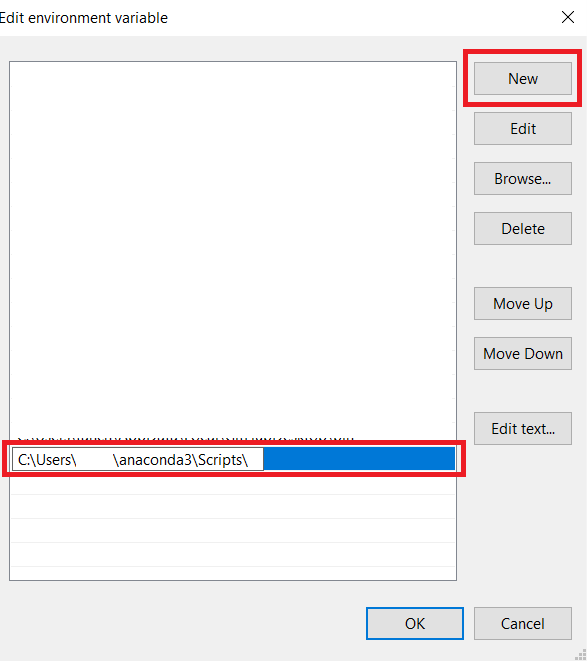 Edit environment variable
New
Edit
Browse...
Delete
Move Up
Move Down
Edit text...
C:\Users\ \anaconda3\Scripts\
OK
Cancel